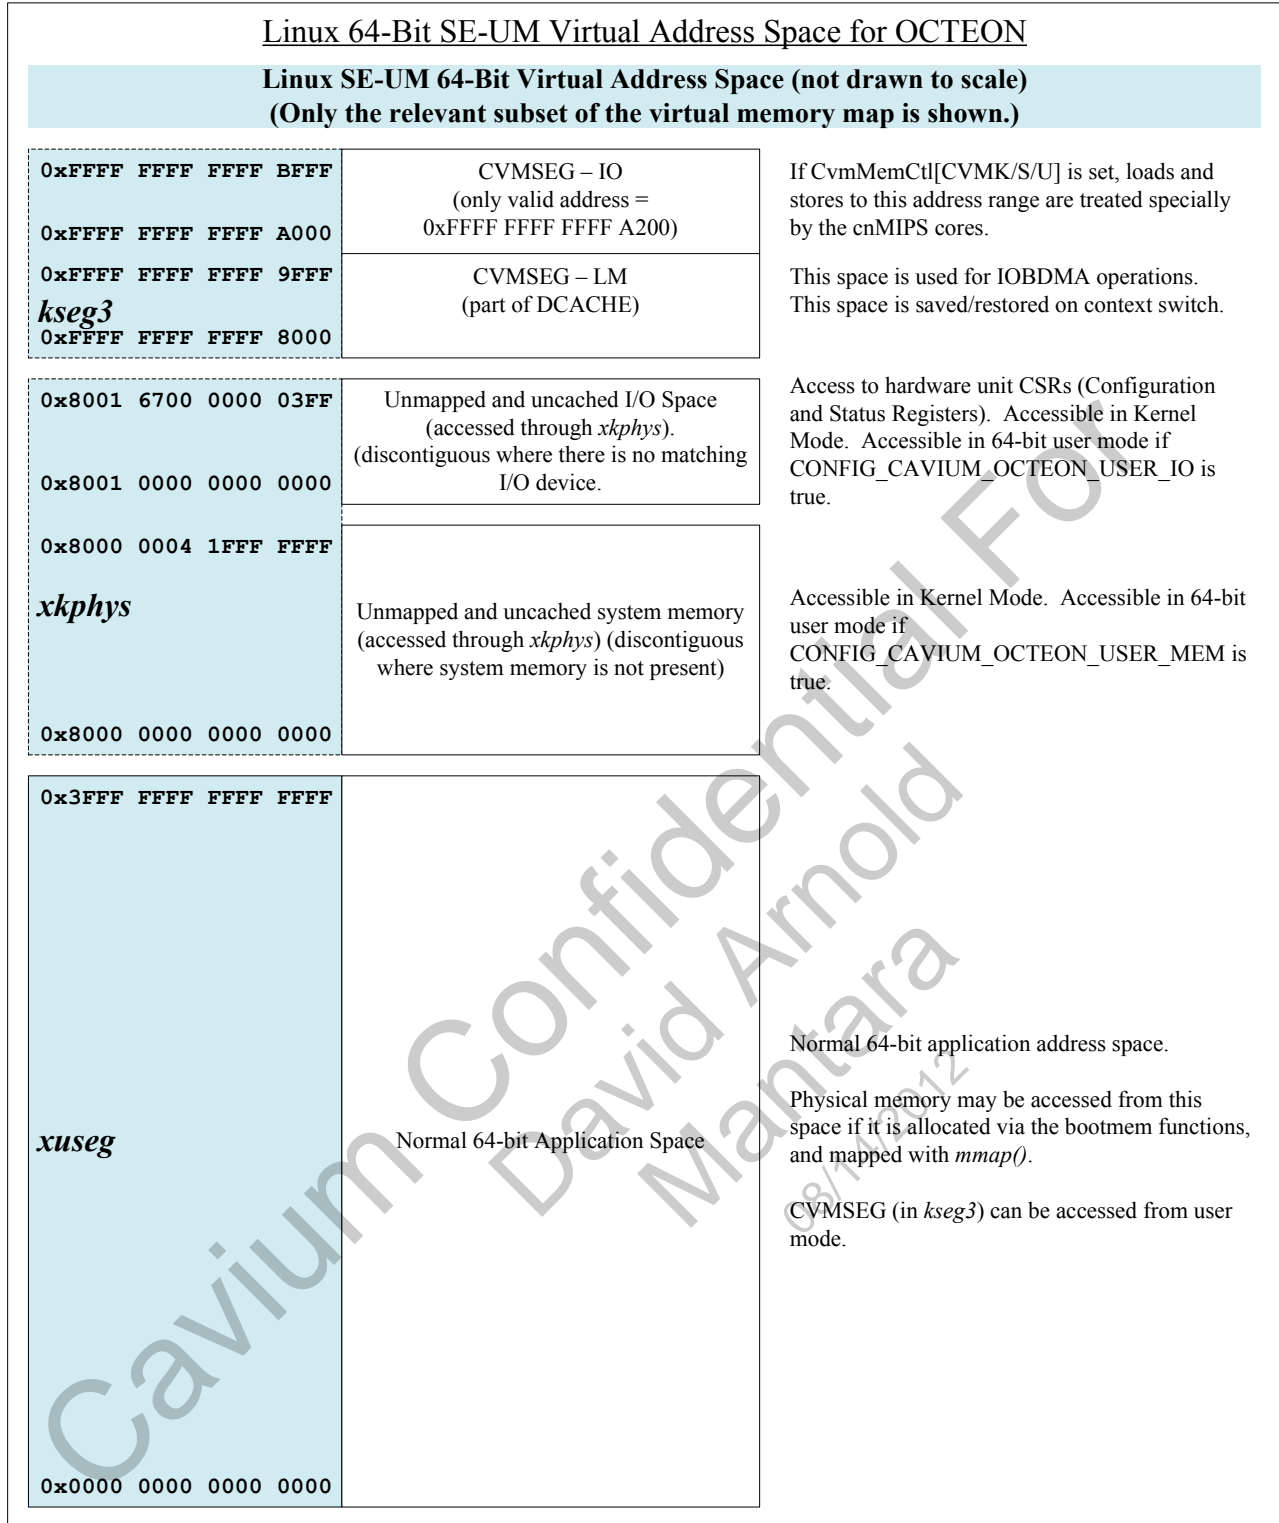 Linux 64-Bit SE-UM Virtual Address Space for OCTEON
Linux SE-UM 64-Bit Virtual Address Space (not drawn to scale)
(Only the relevant subset of the virtual memory map is shown.)
0xFFFF FFFF FFFF BFFF
0xFFFF FFFF FFFF A000
CVMSEG – IO
(only valid address =
0xFFFF FFFF FFFF A200)
If CvmMemCtl[CVMK/S/U] is set, loads and
stores to this address range are treated specially
by the cnMIPS cores.
0xFFFF FFFF FFFF 9FFF
kseg3
0xFFFF FFFF FFFF 8000
CVMSEG – LM
(part of DCACHE)
This space is used for IOBDMA operations.
This space is saved/restored on context switch.
0x8001 6700 0000 03FF
0x8001 0000 0000 0000
Unmapped and uncached I/O Space
(accessed through xkphys).
(discontiguous where there is no matching
I/O device.
Access to hardware unit CSRs (Configuration
and Status Registers).  Accessible in Kernel
Mode.  Accessible in 64-bit user mode if
CONFIG_CAVIUM_OCTEON_USER_IO is
true.
0x8000 0004 1FFF FFFF
xkphys
0x8000 0000 0000 0000
Unmapped and uncached system memory
(accessed through xkphys) (discontiguous
where system memory is not present)
Accessible in Kernel Mode.  Accessible in 64-bit
user mode if
CONFIG_CAVIUM_OCTEON_USER_MEM is
true.
0x3FFF FFFF FFFF FFFF
xuseg
0x0000 0000 0000 0000
Normal 64-bit Application Space
Normal 64-bit application address space.
Physical memory may be accessed from this
space if it is allocated via the bootmem functions,
and mapped with mmap().
CVMSEG (in kseg3) can be accessed from user
mode.
Cavium Confidential For
David Arnold
Mantara
08/14/2012